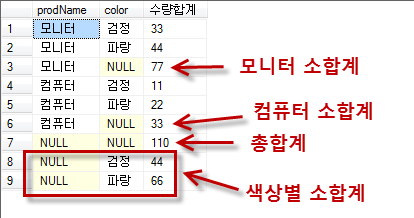 prodName color 수량합계
1 모니터 검정 33
2 모니터 파랑 44
3 모니터 NULL 77 모니터 소합계
4 컴퓨터 검정 11
5 컴퓨터 파랑 22
6 컴퓨터 NULL 33 컴퓨터 소합계
7 NULL NULL 110 총합계
8 NULL 검정 44
9 NULL 파랑 66 색상별 소합계